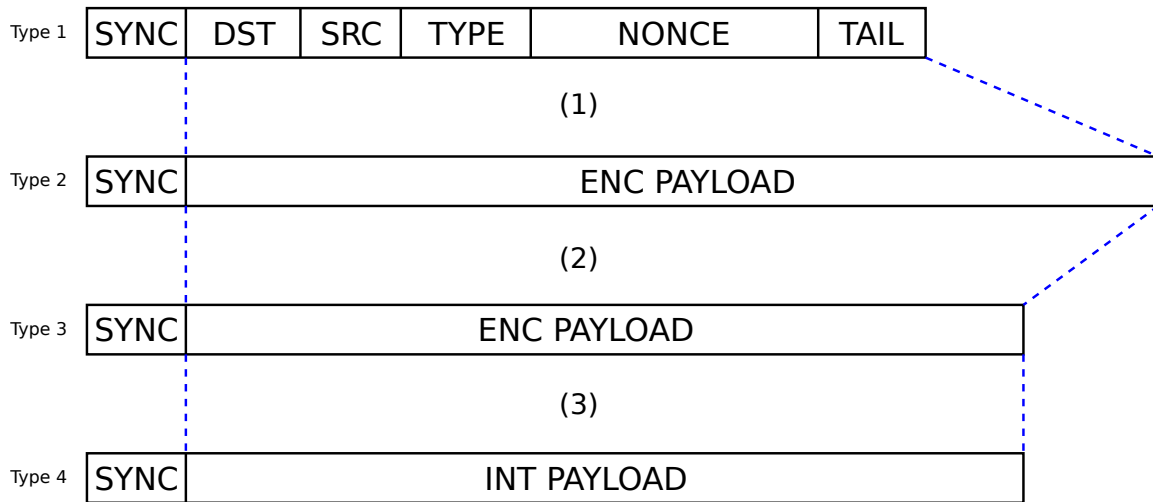 Type 1 SYNC DST SRC TYPE NONCE TAIL
(1)
Type 2 SYNC ENC PAYLOAD
(2)
Type 3 SYNC ENC PAYLOAD
(3)
Type 4 SYNC INT PAYLOAD